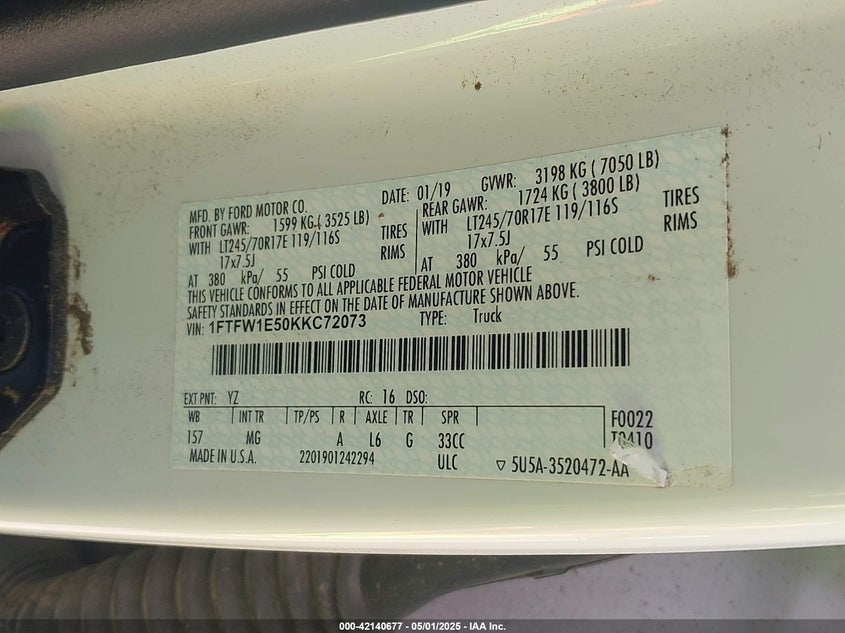 MFD. BY FORD MOTOR CO. DATE: 01/19 GVWR: 3198 KG ( 7050 LB)
FRONT GAWR: 1599 KG ( 3525 LB) REAR GAWR: 1724 KG ( 3800 LB)
WITH LT245/70R17E 119/116S TIRES WITH LT245/70R17E 119/116S TIRES
17x7.5J RIMS 17x7.5J RIMS
AT 380 kPa/ 55 PSI COLD AT 380 kPa/ 55 PSI COLD
THIS VEHICLE CONFORMS TO ALL APPLICABLE FEDERAL MOTOR VEHICLE
SAFETY STANDARDS IN EFFECT ON THE DATE OF MANUFACTURE SHOWN ABOVE.
VIN: 1FTFW1E50KKC72073 TYPE: Truck
EXT PNT: YZ RC: 16 DSO:
WB INT TR TP/PS R AXLE TR SPR F0022
157 MG A L6 G 33CC T0410
MADE IN U.S.A. 2201901242294 ULC ▽ 5U5A-3520472-AA
000-42140677 - 05/01/2025 - IAA Inc.